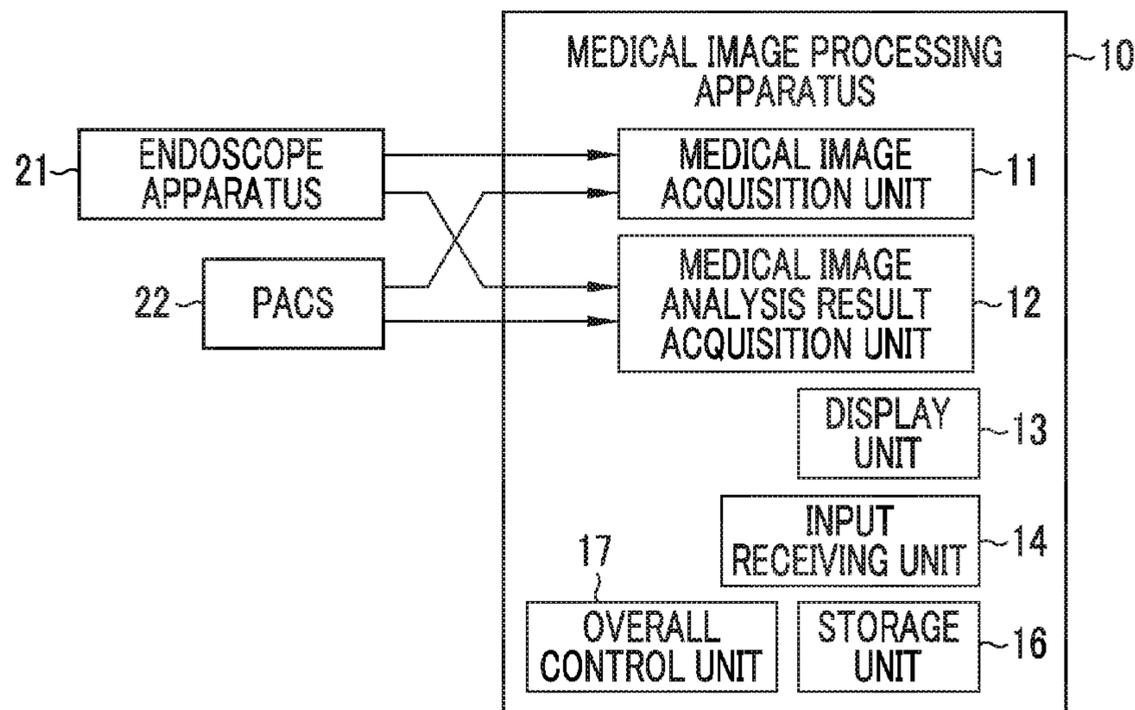 MEDICAL IMAGE PROCESSING
APPARATUS
10
21
ENDOSCOPE
APPARATUS
MEDICAL IMAGE
ACQUISITION UNIT
11
22
PACS
MEDICAL IMAGE
ANALYSIS RESULT
ACQUISITION UNIT
12
DISPLAY
UNIT
13
INPUT
RECEIVING UNIT
14
17
OVERALL
CONTROL UNIT
STORAGE
UNIT
16